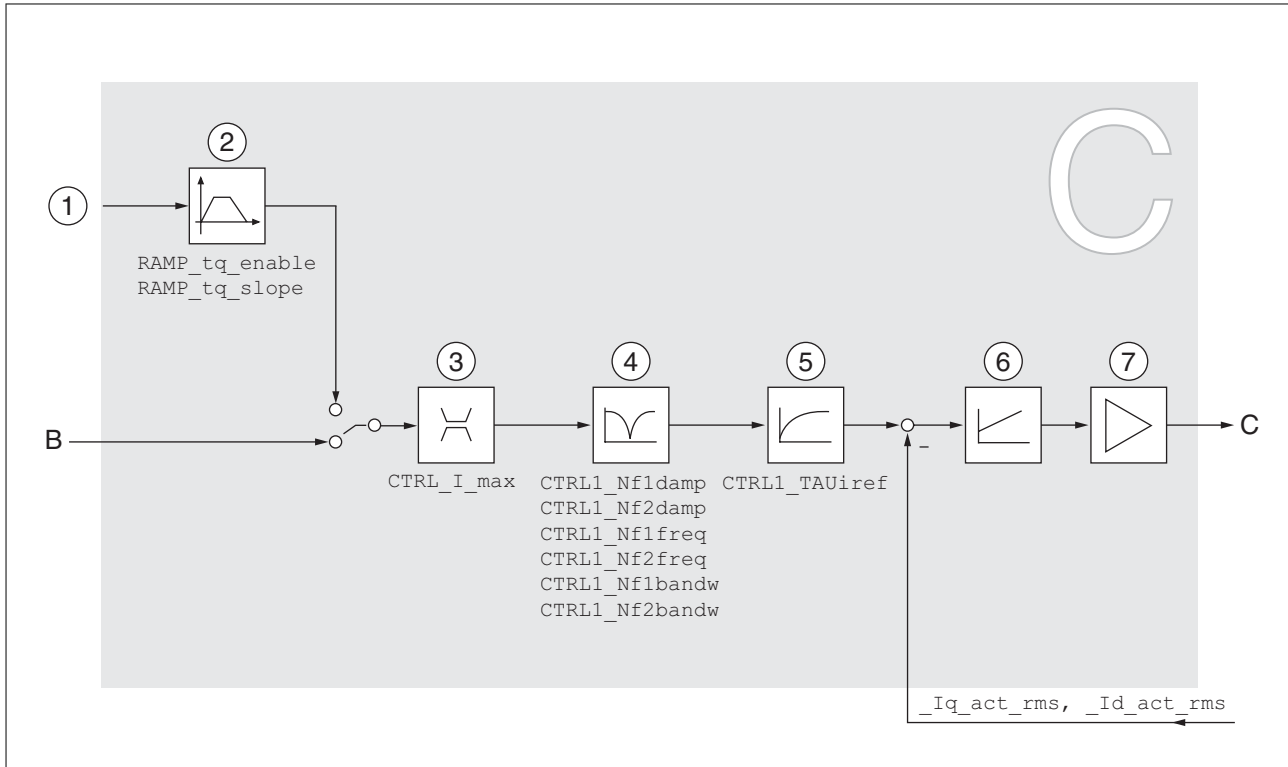 C
2
1
RAMP_tq_enable
RAMP_tq_slope
3
4
5
6
7
B
C
–
CTRL_I_max
CTRL1_Nf1damp
CTRL1_Nf2damp
CTRL1_Nf1freq
CTRL1_Nf2freq
CTRL1_Nf1bandw
CTRL1_Nf2bandw
CTRL1_TAUiref
_Iq_act_rms, _Id_act_rms